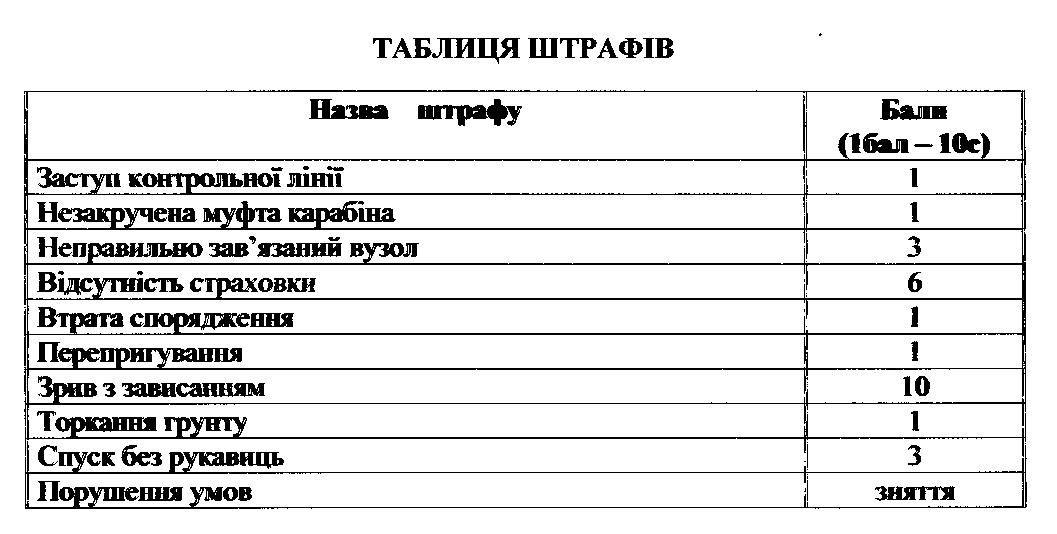 ТАБЛИЦЯ ШТРАФІВ
Назва штрафу Бали
(1бал – 10с)
Заступ контрольної лінії 1
Незакручена муфта карабіна 1
Неправильно зав’язаний вузол 3
Відсутність страховки 6
Втрата спорядження 1
Перепригування 1
Зрив з зависанням 10
Торкання грунту 1
Спуск без рукавиць 3
Порушення умов зняття